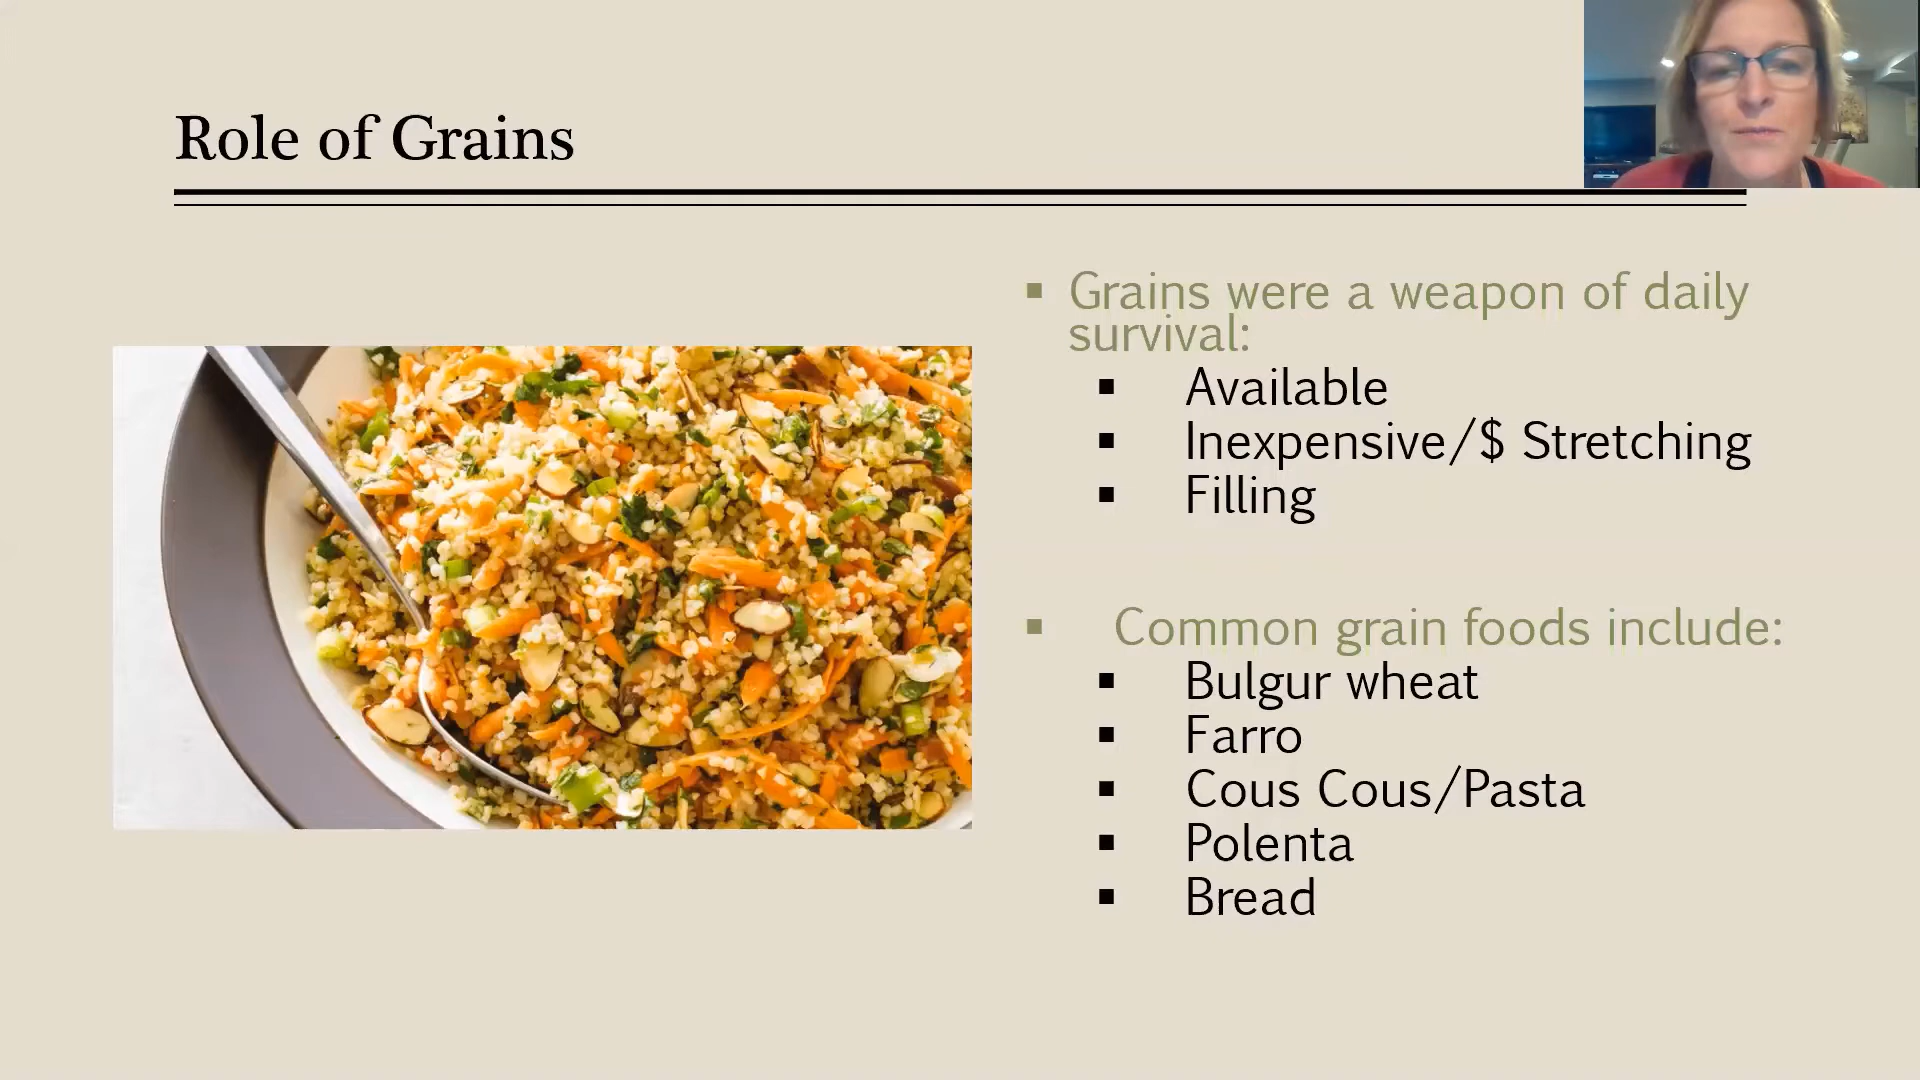 Role of Grains
Grains were a weapon of daily
survival:
Available
Inexpensive/$ Stretching
Filling
Common grain foods include:
Bulgur wheat
Farro
Cous Cous/Pasta
Polenta
Bread